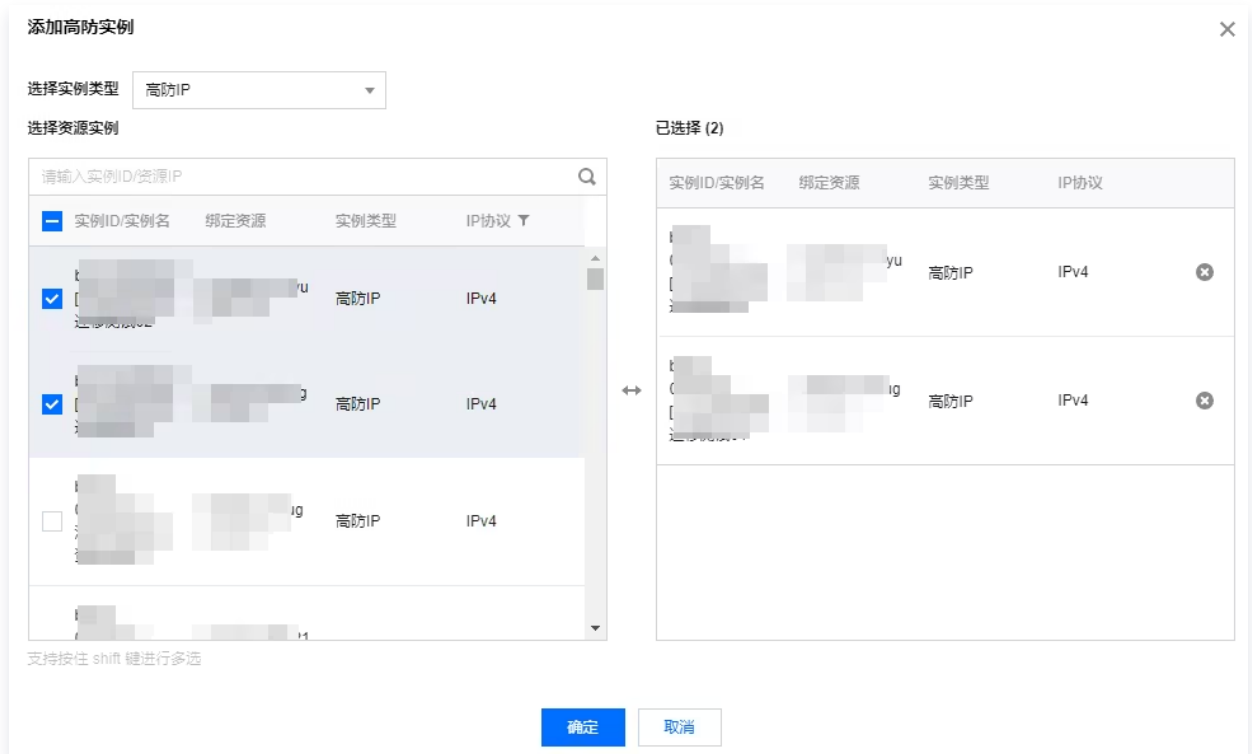 添加高防实例
选择实例类型 高防IP
选择资源实例
请输入实例ID/资源IP
实例ID/实例名 绑定资源 实例类型 IP协议
高防IP IPv4
高防IP IPv4
ug 高防IP IPv4
支持按住 shift 键进行多选
已选择 (2)
实例ID/实例名 绑定资源 实例类型 IP协议
yu 高防IP IPv4
ug 高防IP IPv4
确定 取消